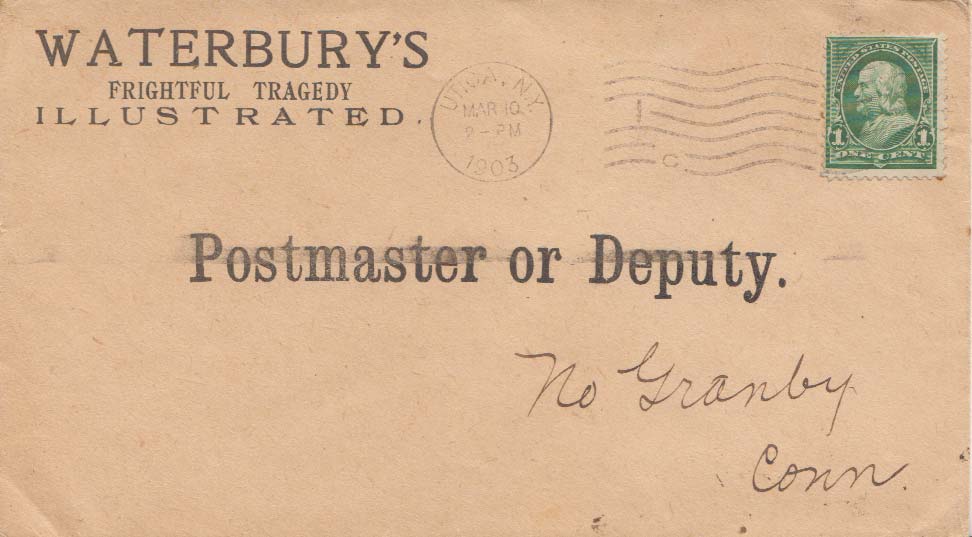 WATERBURY'S
FRIGHTFUL TRAGEDY
ILLUSTRATED.
UTICA, N.Y.
MAR 10
2 - PM
1903
C
UNITED STATES POSTAGE
1 1
ONE CENT
Postmaster or Deputy.
No Granby
Conn.